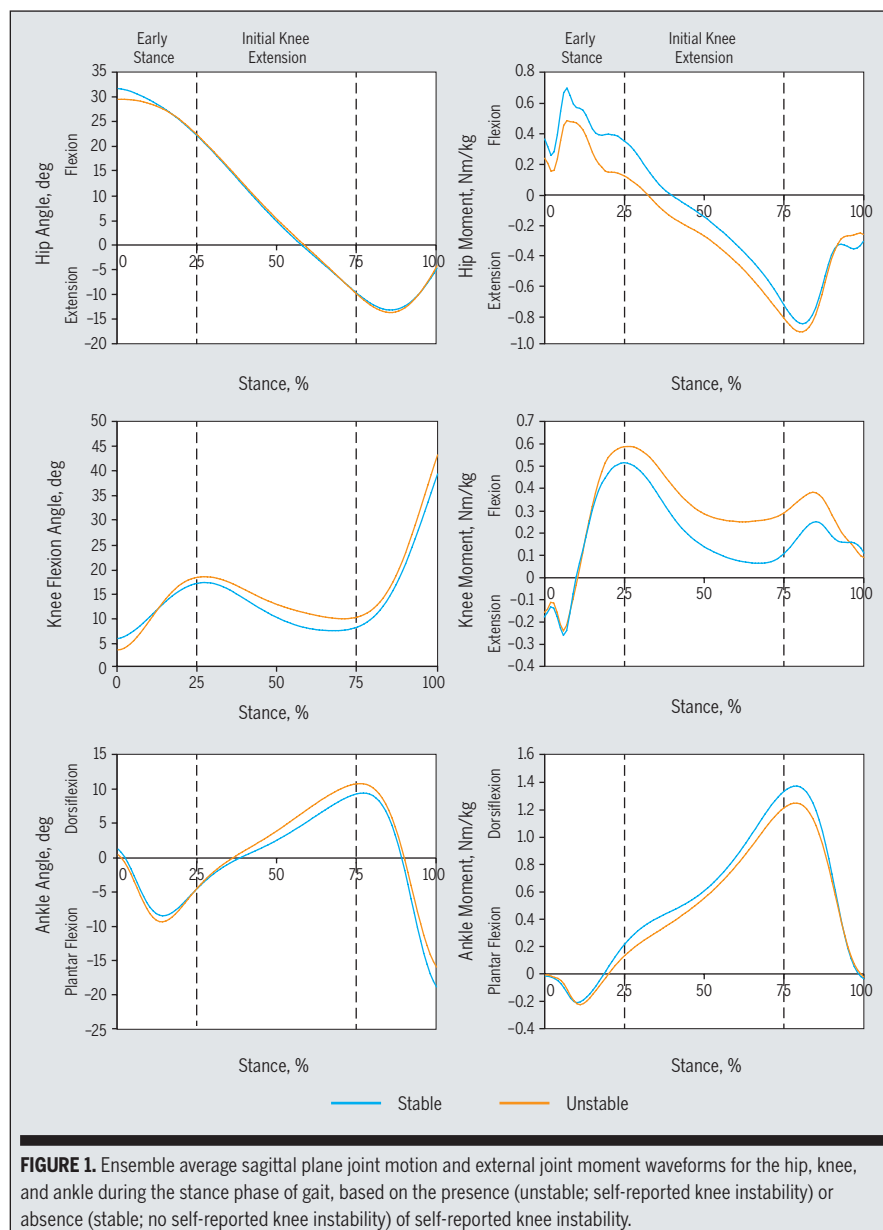 Early Stance
Initial Knee Extension
Early Stance
Initial Knee Extension
Hip Angle, deg
Flexion
Extension
35
30
25
20
15
10
5
0
–5
–10
–15
–20
0 25 50 75 100
Stance, %
Hip Moment, Nm/kg
Flexion
Extension
0.8
0.6
0.4
0.2
0
–0.2
–0.4
–0.6
–0.8
–1.0
0 25 50 75 100
Stance, %
Knee Flexion Angle, deg
50
45
40
35
30
25
20
15
10
5
0
0 25 50 75 100
Stance, %
Knee Moment, Nm/kg
Flexion
Extension
0.7
0.6
0.5
0.4
0.3
0.2
0.1
0
–0.1
–0.2
–0.3
–0.4
0 25 50 75 100
Stance, %
Ankle Angle, deg
Dorsiflexion
Plantar Flexion
15
10
5
0
–5
–10
–15
–20
–25
0 25 50 75 100
Stance, %
Ankle Moment, Nm/kg
Dorsiflexion
Plantar Flexion
1.6
1.4
1.2
1.0
0.8
0.6
0.4
0.2
0
–0.2
–0.4
0 25 50 75 100
Stance, %
Stable
Unstable
FIGURE 1. Ensemble average sagittal plane joint motion and external joint moment waveforms for the hip, knee,
and ankle during the stance phase of gait, based on the presence (unstable; self-reported knee instability) or
absence (stable; no self-reported knee instability) of self-reported knee instability.